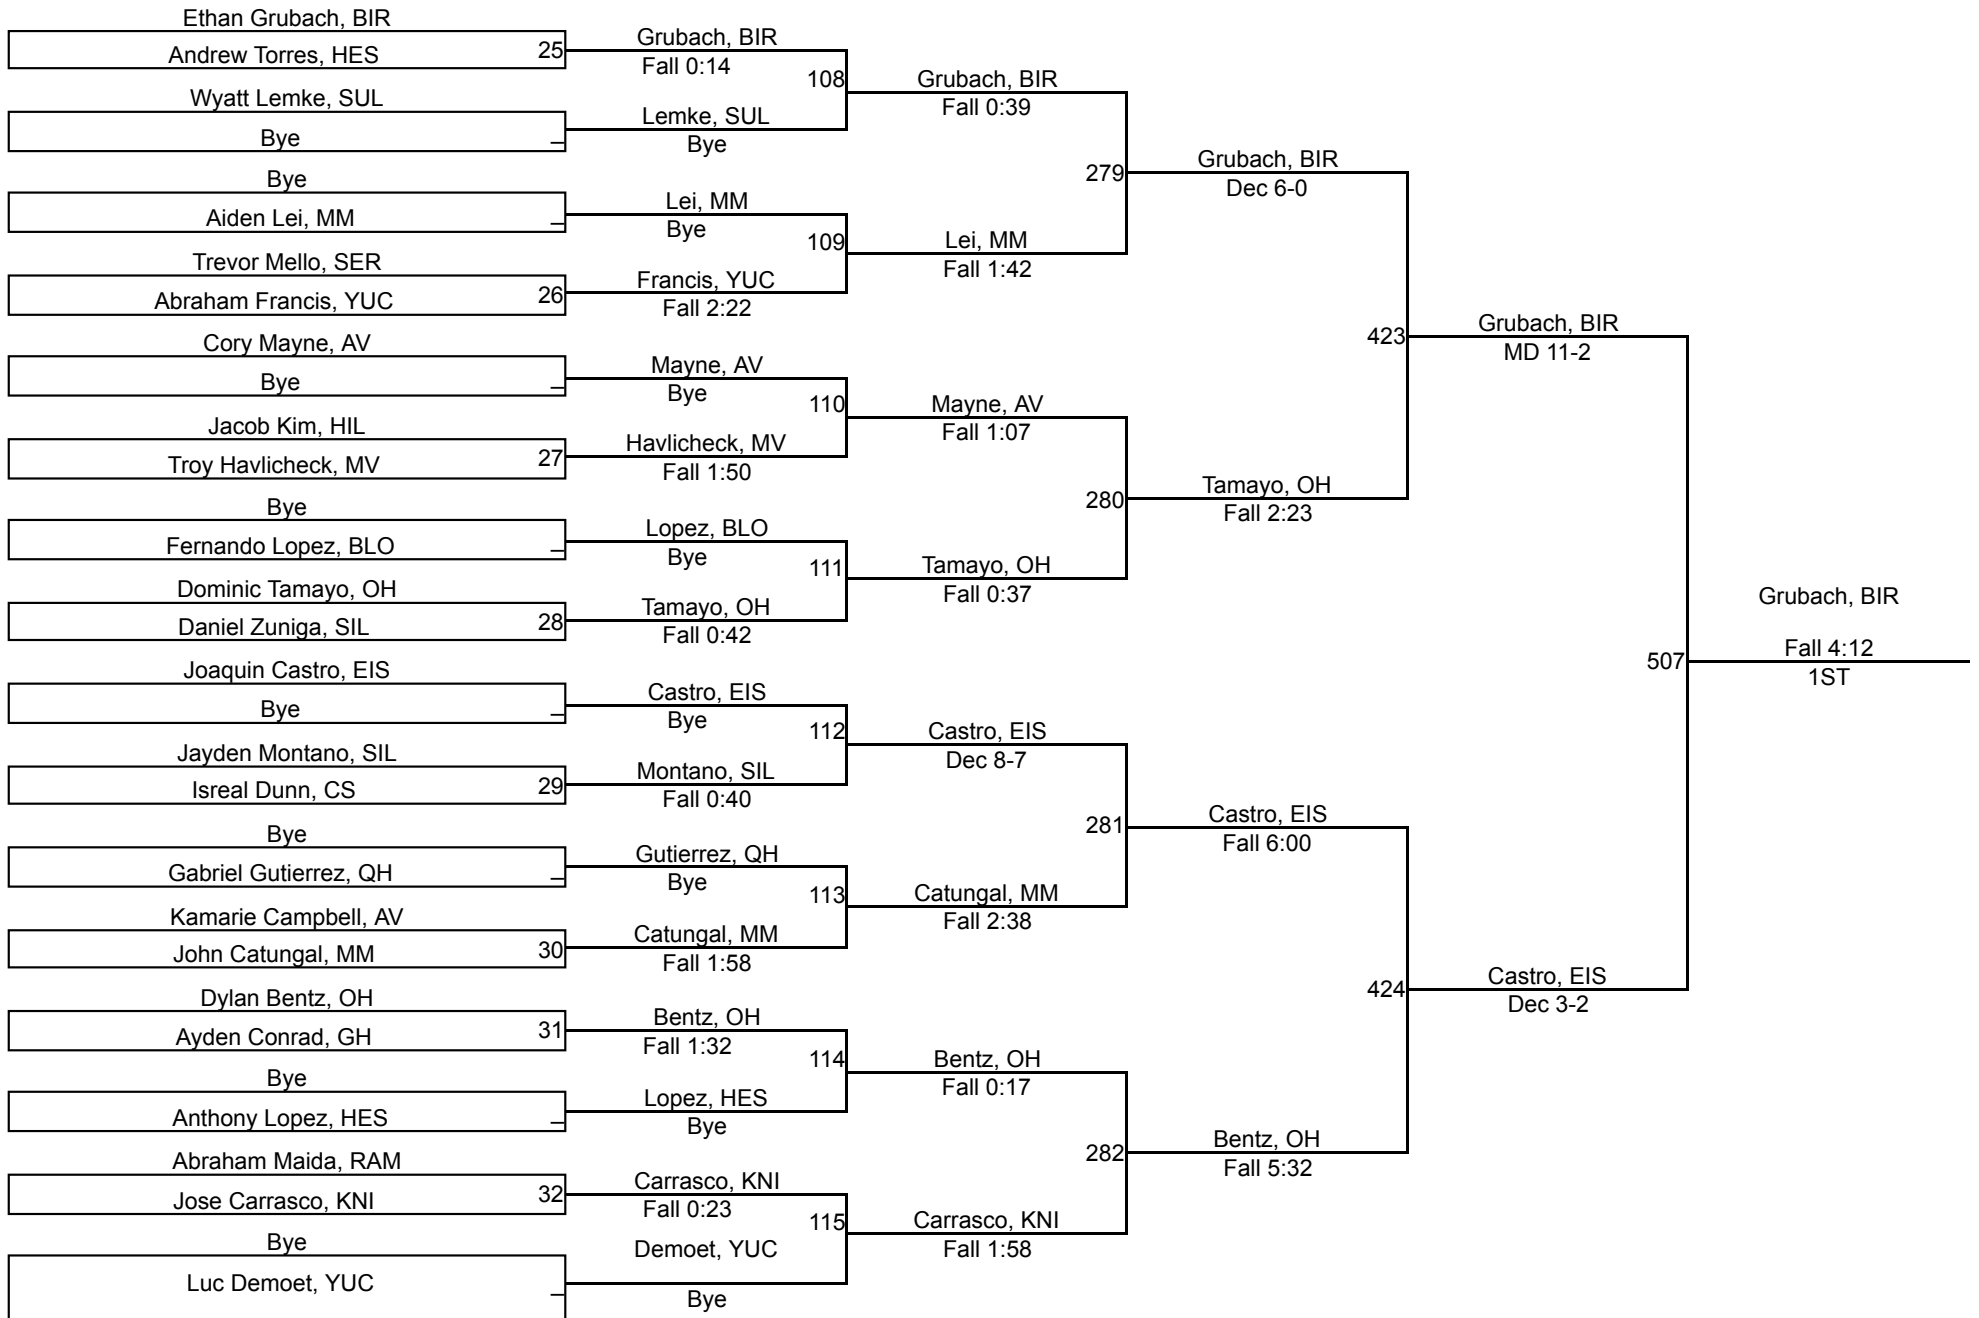 Ethan Grubach, BIR
Andrew Torres, HES
25
Wyatt Lemke, SUL
Bye
_
Bye
Aiden Lei, MM
_
Trevor Mello, SER
Abraham Francis, YUC
26
Cory Mayne, AV
Bye
_
Jacob Kim, HIL
Troy Havlicheck, MV
27
Bye
Fernando Lopez, BLO
_
Dominic Tamayo, OH
Daniel Zuniga, SIL
28
Joaquin Castro, EIS
Bye
_
Jayden Montano, SIL
Isreal Dunn, CS
29
Bye
Gabriel Gutierrez, QH
_
Kamarie Campbell, AV
John Catungal, MM
30
Dylan Bentz, OH
Ayden Conrad, GH
31
Bye
Anthony Lopez, HES
_
Abraham Maida, RAM
Jose Carrasco, KNI
32
Bye
Luc Demoet, YUC
_
Grubach, BIR
Fall 0:14
108
Lemke, SUL
Bye
Lei, MM
Bye
109
Francis, YUC
Fall 2:22
Mayne, AV
Bye
110
Havlicheck, MV
Fall 1:50
Lopez, BLO
Bye
111
Tamayo, OH
Fall 0:42
Castro, EIS
Bye
112
Montano, SIL
Fall 0:40
Gutierrez, QH
Bye
113
Catungal, MM
Fall 1:58
Bentz, OH
Fall 1:32
114
Lopez, HES
Bye
Carrasco, KNI
Fall 0:23
115
Demoet, YUC
Bye
Grubach, BIR
Fall 0:39
279
Lei, MM
Fall 1:42
Mayne, AV
Fall 1:07
280
Tamayo, OH
Fall 0:37
Castro, EIS
Dec 8-7
281
Catungal, MM
Fall 2:38
Bentz, OH
Fall 0:17
282
Carrasco, KNI
Fall 1:58
Grubach, BIR
Dec 6-0
423
Tamayo, OH
Fall 2:23
Castro, EIS
Fall 6:00
424
Bentz, OH
Fall 5:32
Grubach, BIR
MD 11-2
507
Castro, EIS
Dec 3-2
Grubach, BIR
Fall 4:12
1ST